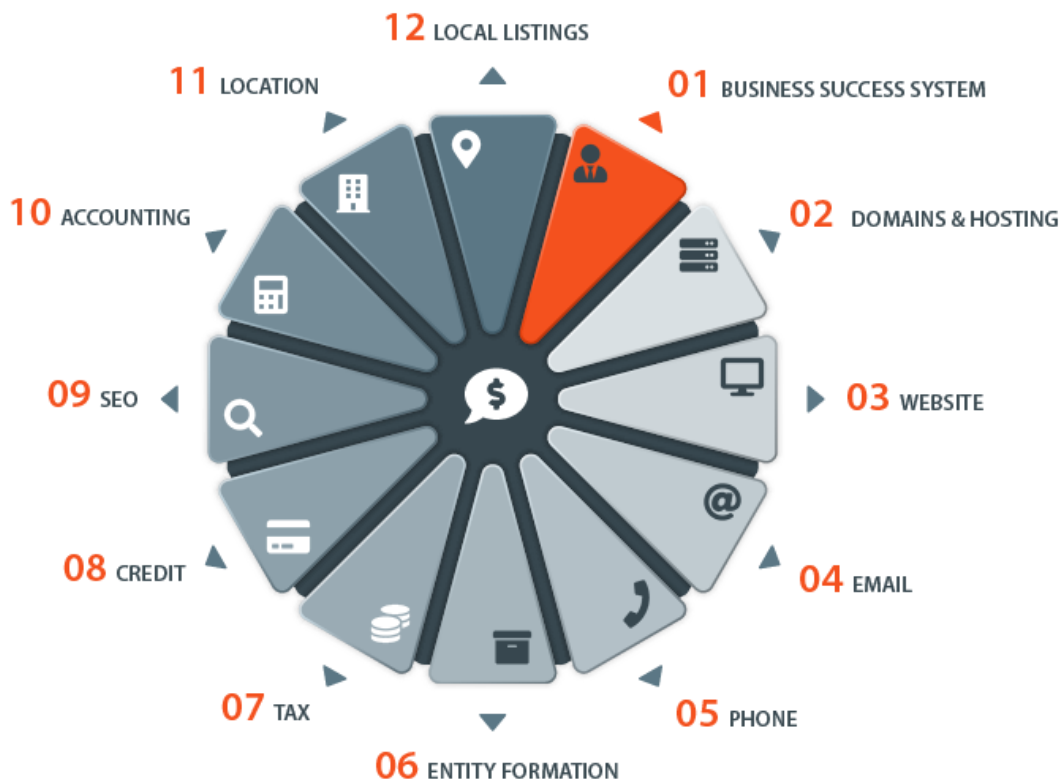 12 LOCAL LISTINGS
11 LOCATION
01 BUSINESS SUCCESS SYSTEM
10 ACCOUNTING
02 DOMAINS & HOSTING
$
09 SEO
03 WEBSITE
@
08 CREDIT
04 EMAIL
07 TAX
05 PHONE
06 ENTITY FORMATION